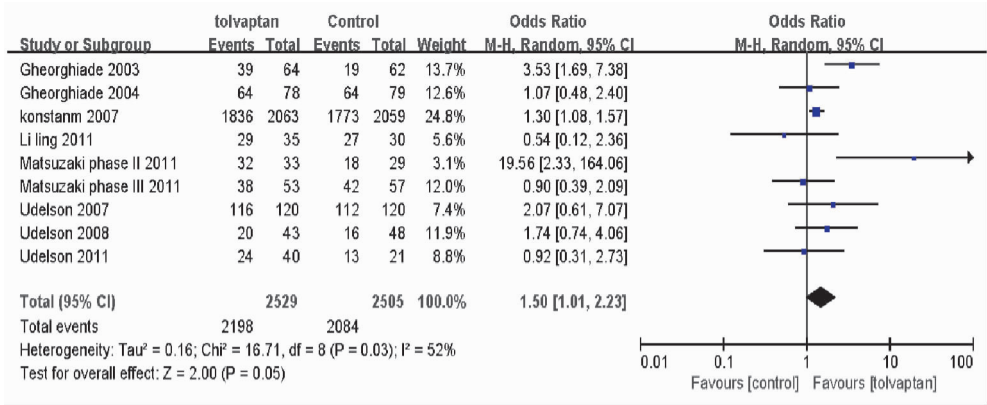 tolvaptan Control Odds Ratio Odds Ratio
Study or Subgroup Events Total Events Total Weight M-H, Random, 95% CI M-H, Random, 95% CI
Gheorghiade 2003 39 64 19 62 13.7% 3.53 [1.69, 7.38]
Gheorghiade 2004 64 78 64 79 12.6% 1.07 [0.48, 2.40]
konstanm 2007 1836 2063 1773 2059 24.8% 1.30 [1.08, 1.57]
Li ling 2011 29 35 27 30 5.6% 0.54 [0.12, 2.36]
Matsuzaki phase II 2011 32 33 18 29 3.1% 19.56 [2.33, 164.06]
Matsuzaki phase III 2011 38 53 42 57 12.0% 0.90 [0.39, 2.09]
Udelson 2007 116 120 112 120 7.4% 2.07 [0.61, 7.07]
Udelson 2008 20 43 16 48 11.9% 1.74 [0.74, 4.06]
Udelson 2011 24 40 13 21 8.8% 0.92 [0.31, 2.73]
Total (95% CI) 2529 2505 100.0% 1.50 [1.01, 2.23]
Total events 2198 2084
Heterogeneity: Tau² = 0.16; Chi² = 16.71, df = 8 (P = 0.03); I² = 52%
Test for overall effect: Z = 2.00 (P = 0.05)
0.01 0.1 1 10 100
Favours [control] Favours [tolvaptan]